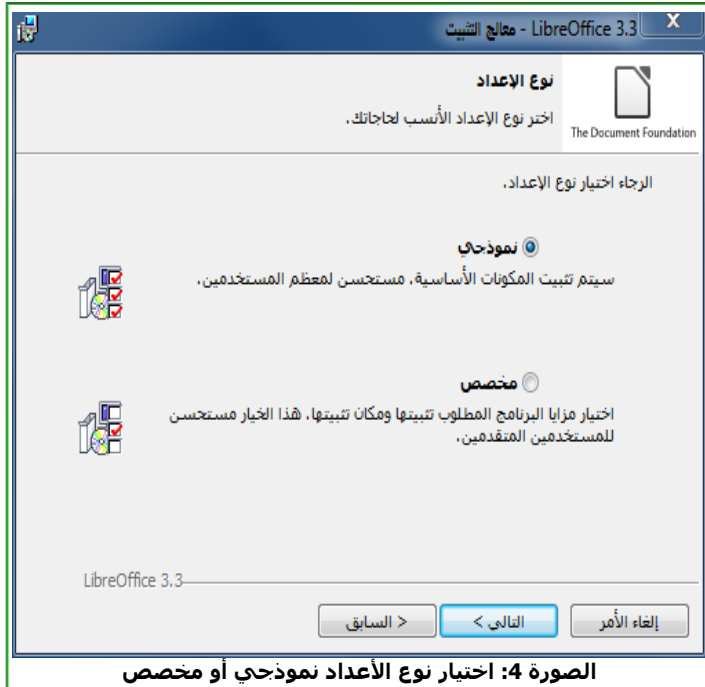 LibreOffice 3.3 - معالج التثبيت
X
نوع الإعداد
اختر نوع الإعداد الأنسب لحاجاتك.
The Document Foundation
الرجاء اختيار نوع الإعداد.
نموذجي
سيتم تثبيت المكونات الأساسية. مستحسن لمعظم المستخدمين.
مخصص
اختيار مزايا البرنامج المطلوب تثبيتها ومكان تثبيتها. هذا الخيار مستحسن
للمستخدمين المتقدمين.
LibreOffice 3.3
إلغاء الأمر
التالي >
< السابق
الصورة 4: اختيار نوع الأعداد نموذجي أو مخصص